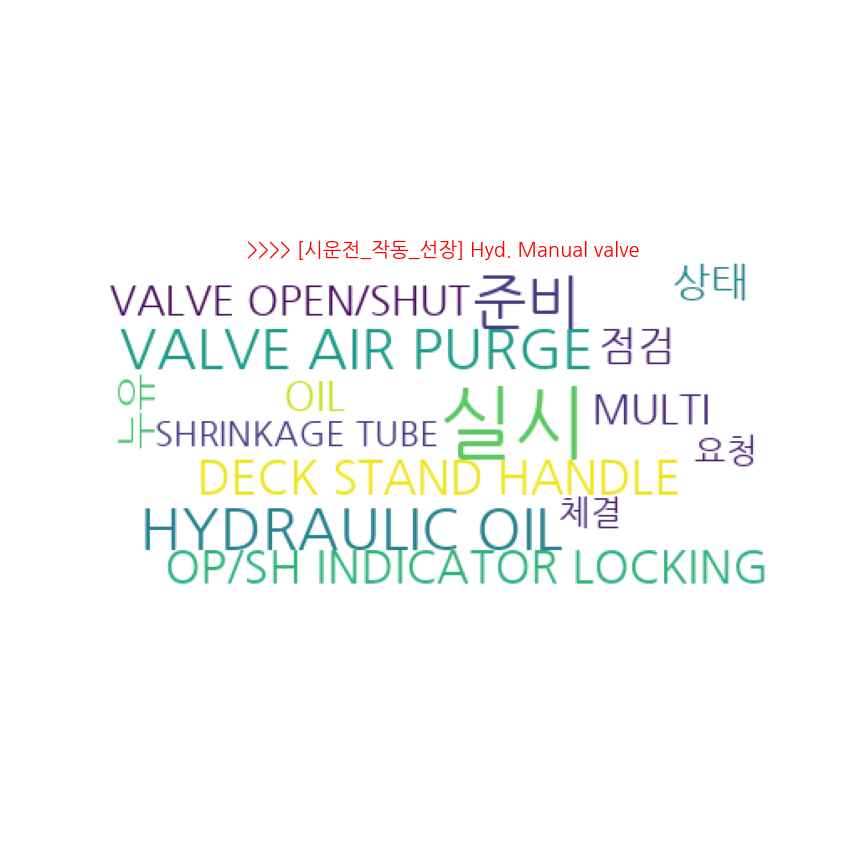 >>>> [시운전_작동_선장] Hyd. Manual valve
상태
VALVE OPEN/SHUT
준비
VALVE AIR PURGE
점검
야나
OIL
실시
MULTI
SHRINKAGE TUBE
요청
DECK STAND HANDLE
체결
HYDRAULIC OIL
OP/SH INDICATOR LOCKING